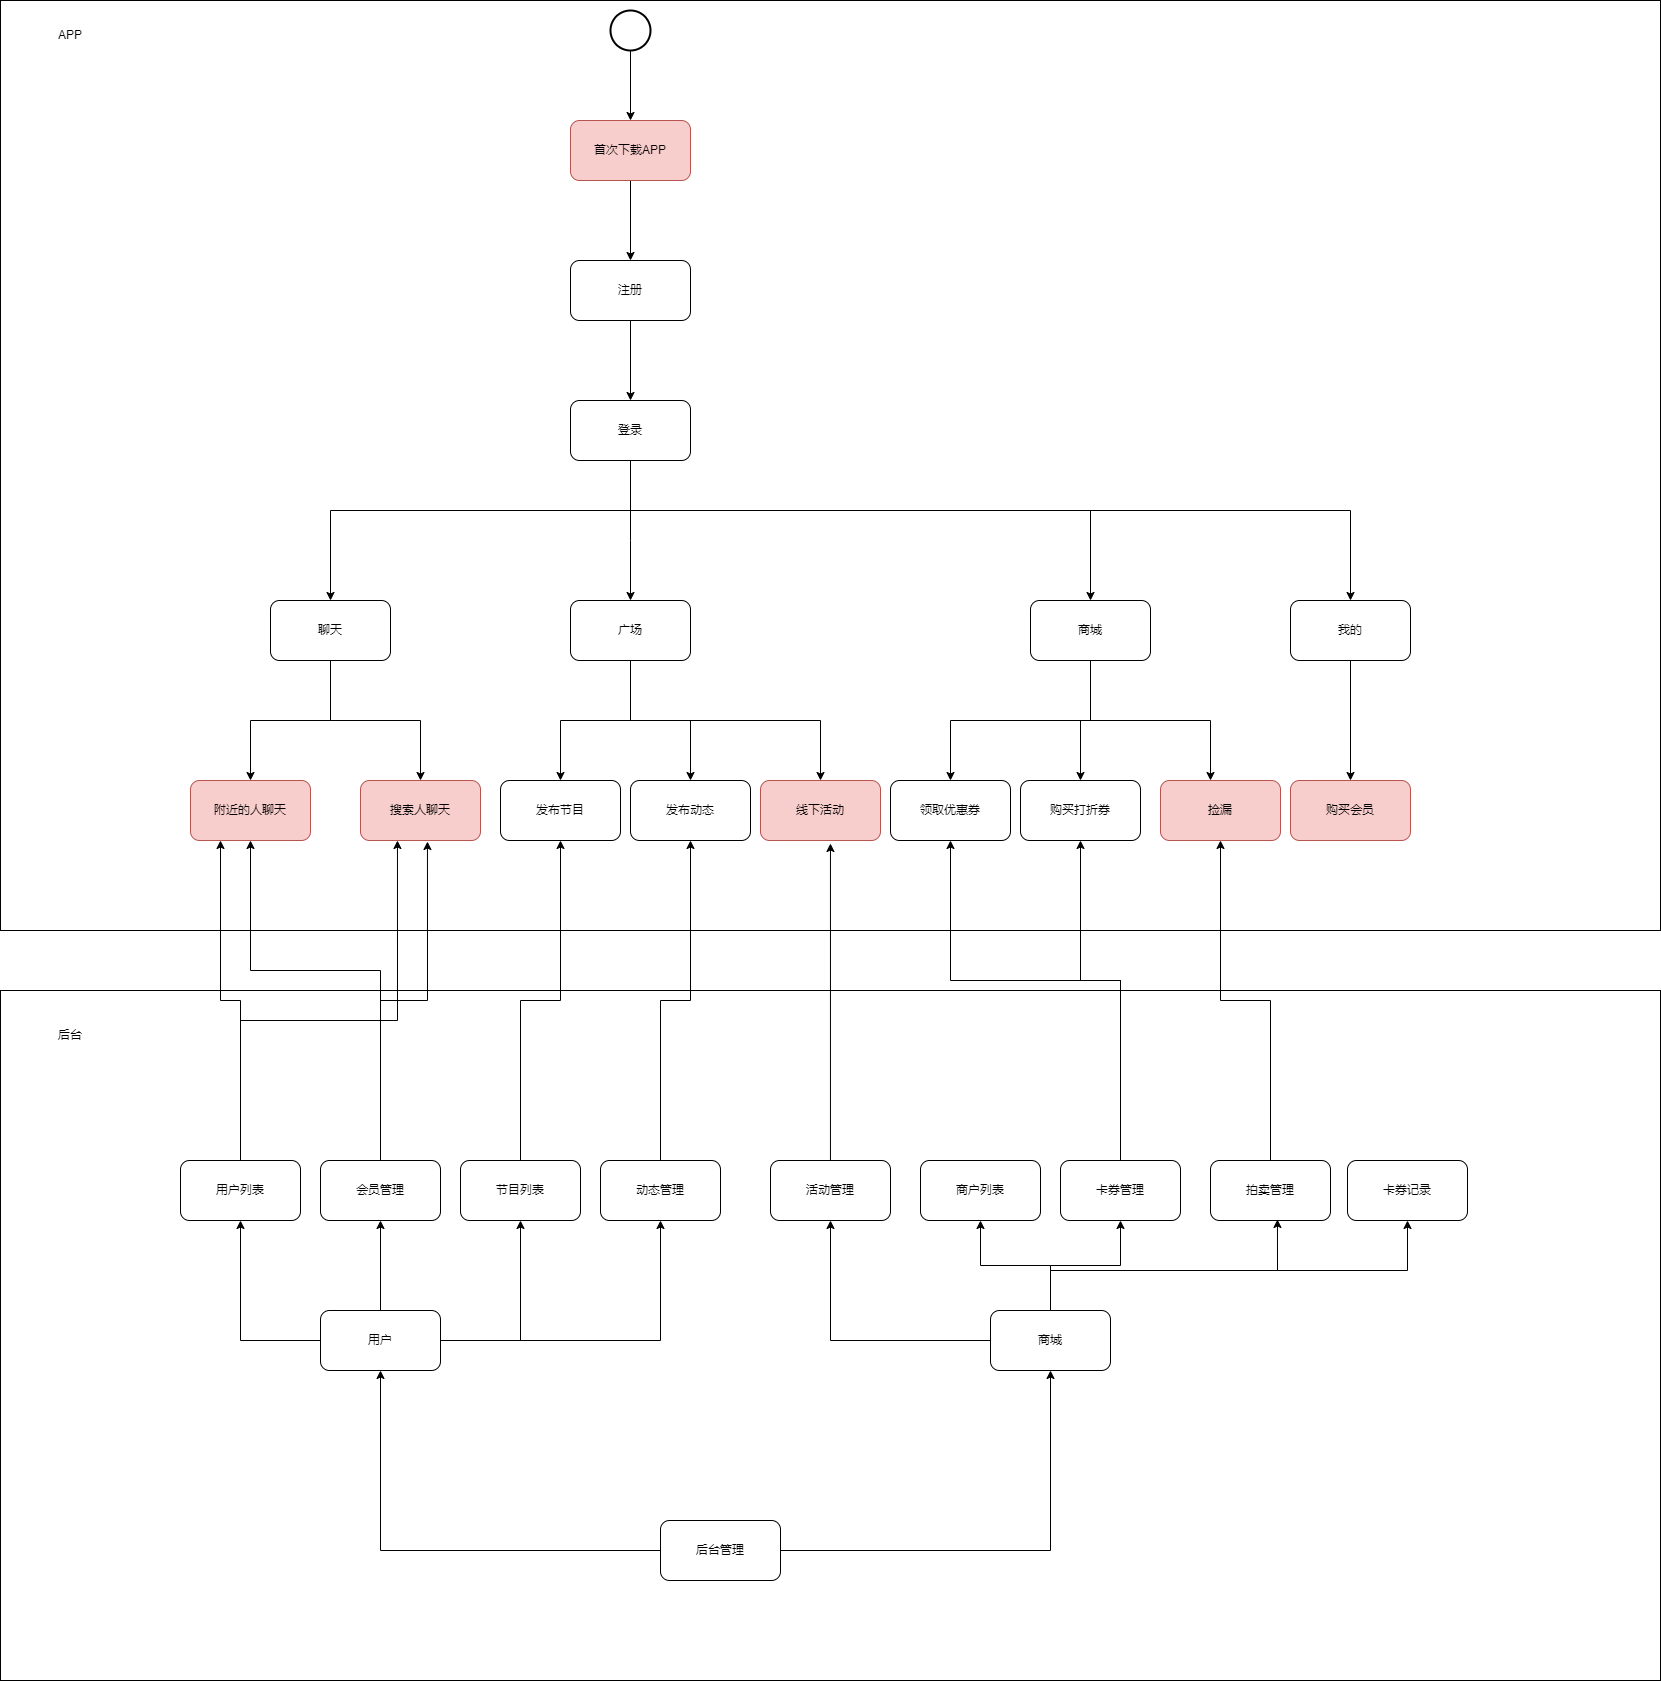 APP
首次下载APP
注册
登录
聊天
广场
商城
我的
附近的人聊天
搜索人聊天
发布节目
发布动态
线下活动
领取优惠券
购买打折券
捡漏
购买会员
后台
用户列表
会员管理
节目列表
动态管理
活动管理
商户列表
卡券管理
拍卖管理
卡券记录
用户
商城
后台管理